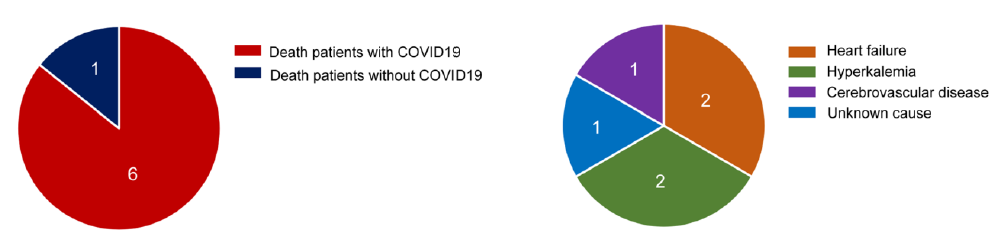 1
6
Death patients with COVID19
Death patients without COVID19
1
2
1
2
Heart failure
Hyperkalemia
Cerebrovascular disease
Unknown cause